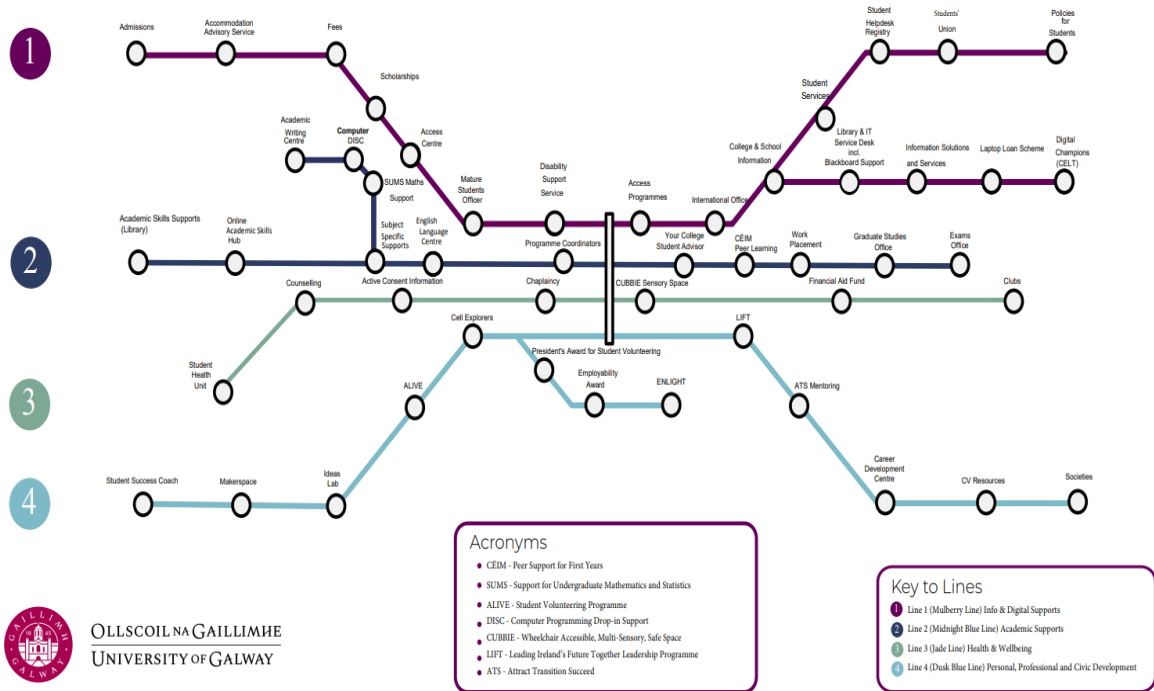 1
Admissions
Accommodation
Advisory Service
Fees
Scholarships
Access
Centre
Mature
Students
Officer
Disability
Support
Service
Access
Programmes
International Office
College & School
Information
Student
Services
Student
Helpdesk
Registry
Students'
Union
Policies
for
Students
Library & IT
Service Desk
incl.
Blackboard Support
Information Solutions
and Services
Laptop Loan Scheme
Digital
Champions
(CELT)
Academic
Writing
Centre
Computer
DISC
SUMS Maths
Support
Subject
Specific
Supports
2
Academic Skills Supports
(Library)
Online
Academic Skills
Hub
English
Language
Centre
Programme Coordinators
Your College
Student Advisor
CÉIM
Peer Learning
Work
Placement
Graduate Studies
Office
Exams
Office
3
Student
Health
Unit
Counselling
Active Consent Information
Chaplaincy
CUBBIE Sensory Space
Financial Aid Fund
Clubs
4
Student Success Coach
Makerspace
Ideas
Lab
ALIVE
Cell Explorers
President's Award for Student Volunteering
Employability
Award
ENLIGHT
LIFT
ATS Mentoring
Career
Development
Centre
CV Resources
Societies
Acronyms
CÉIM - Peer Support for First Years
SUMS - Support for Undergraduate Mathematics and Statistics
ALIVE - Student Volunteering Programme
DISC - Computer Programming Drop-in Support
CUBBIE - Wheelchair Accessible, Multi-Sensory, Safe Space
LIFT - Leading Ireland's Future Together Leadership Programme
ATS - Attract Transition Succeed
Key to Lines
1 Line 1 (Mulberry Line) Info & Digital Supports
2 Line 2 (Midnight Blue Line) Academic Supports
3 Line 3 (Jade Line) Health & Wellbeing
4 Line 4 (Dusk Blue Line) Personal, Professional and Civic Development
GAILLIMH
1845
GALWAY
OLLSCOIL NA GAILLIMHE
UNIVERSITY OF GALWAY